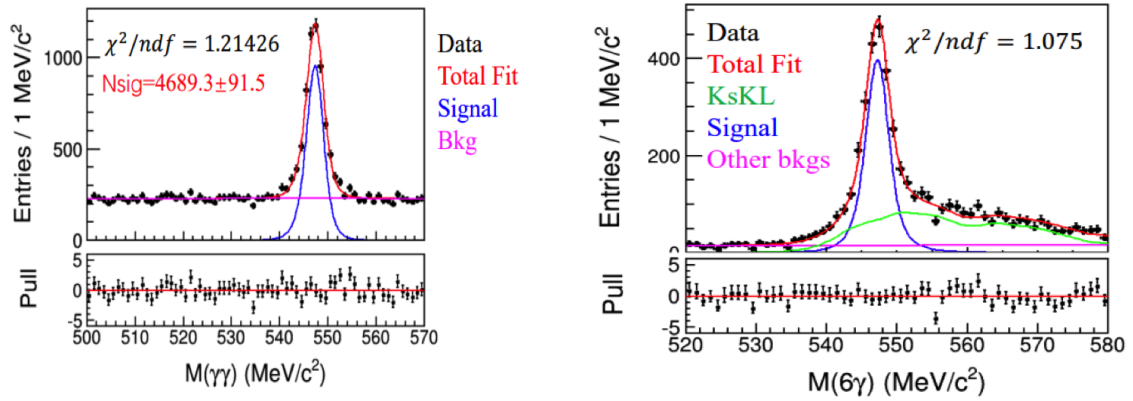 χ²/ndf = 1.21426
Nsig=4689.3±91.5
Data
Total Fit
Signal
Bkg
Entries / 1 MeV/c²
1000
500
0
Pull
5
0
−5
500 510 520 530 540 550 560 570
M(γγ) (MeV/c²)
Data
Total Fit
KsKL
Signal
Other bkgs
χ²/ndf = 1.075
Entries / 1 MeV/c²
400
200
0
Pull
5
0
−5
520 530 540 550 560 570 580
M(6γ) (MeV/c²)